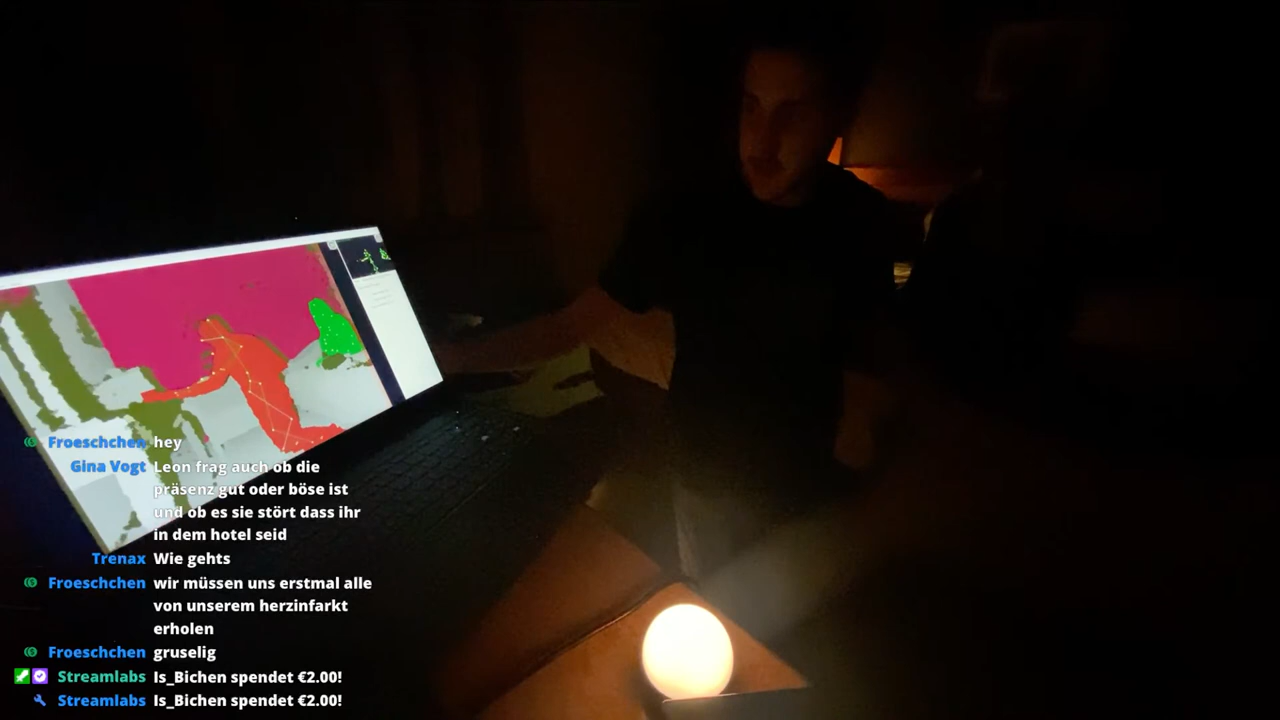 Froeschchen hey
Gina Vogt Leon frag auch ob die
präsenz gut oder böse ist
und ob es sie stört dass ihr
in dem hotel seid
Trenax Wie gehts
Froeschchen wir müssen uns erstmal alle
von unserem herzinfarkt
erholen
Froeschchen gruselig
Streamlabs Is_Bichen spendet €2.00!
Streamlabs Is_Bichen spendet €2.00!